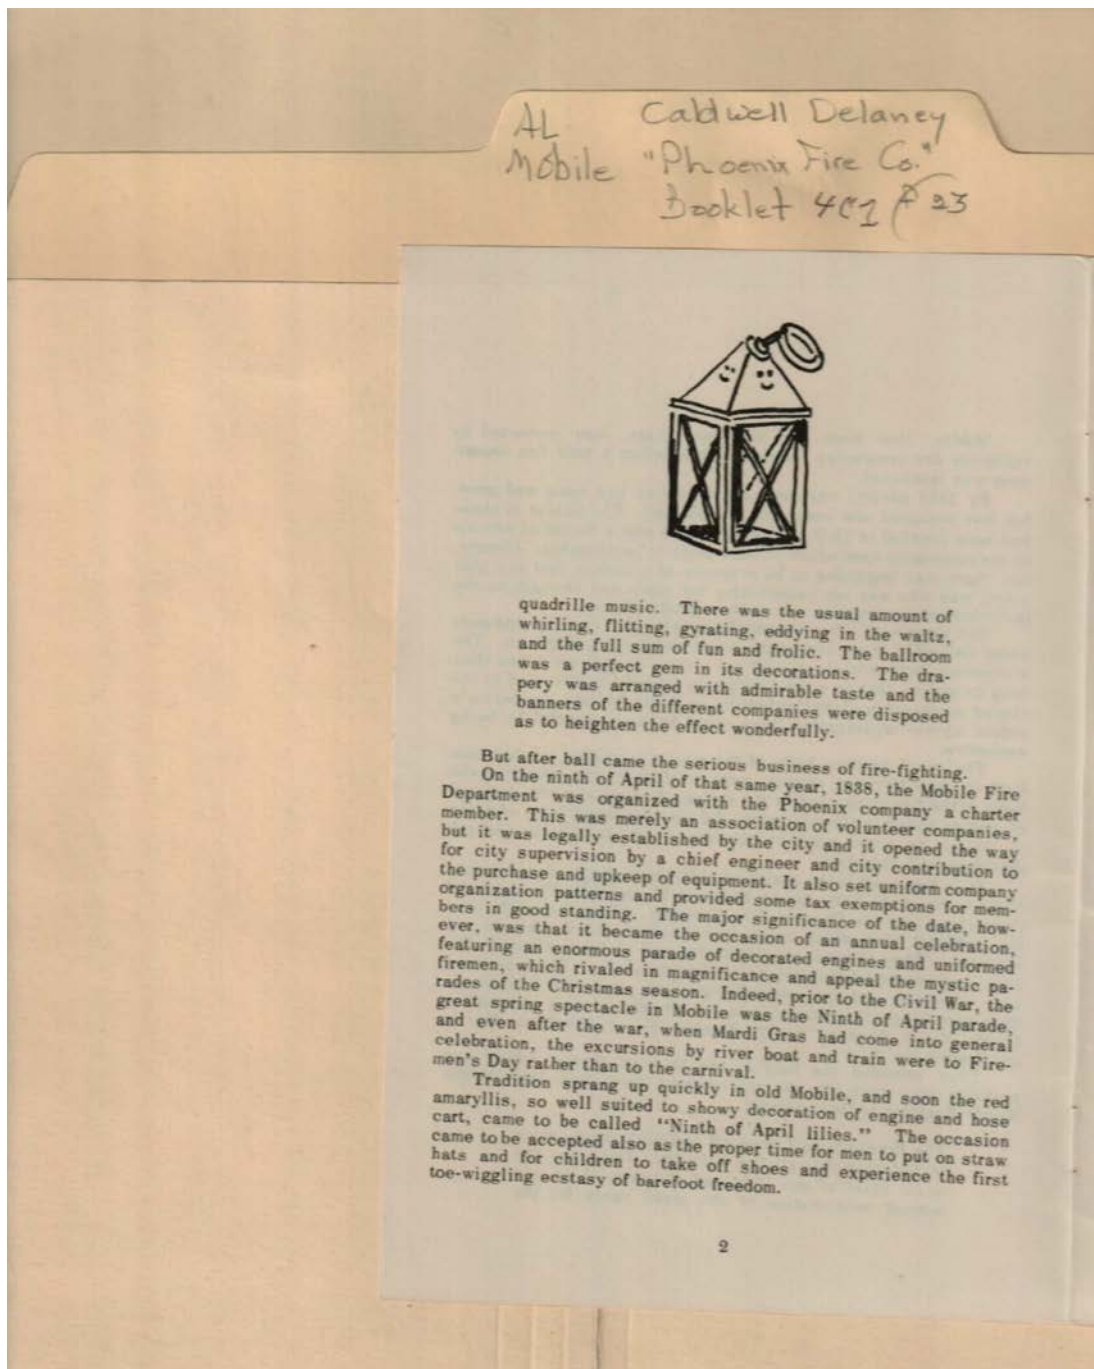 AL Caldwell Delaney
Mobile "Phoenix Fire Co."
Booklet 4C1 23
quadrille music. There was the usual amount of
whirling, flitting, gyrating, eddying in the waltz,
and the full sum of fun and frolic. The ballroom
was a perfect gem in its decorations. The dra-
pery was arranged with admirable taste and the
banners of the different companies were disposed
as to heighten the effect wonderfully.
But after ball came the serious business of fire-fighting.
On the ninth of April of that same year, 1838, the Mobile Fire
Department was organized with the Phoenix company a charter
member. This was merely an association of volunteer companies,
but it was legally established by the city and it opened the way
for city supervision by a chief engineer and city contribution to
the purchase and upkeep of equipment. It also set uniform company
organization patterns and provided some tax exemptions for mem-
bers in good standing. The major significance of the date, how-
ever, was that it became the occasion of an annual celebration,
featuring an enormous parade of decorated engines and uniformed
firemen, which rivaled in magnificance and appeal the mystic pa-
rades of the Christmas season. Indeed, prior to the Civil War, the
great spring spectacle in Mobile was the Ninth of April parade,
and even after the war, when Mardi Gras had come into general
celebration, the excursions by river boat and train were to Fire-
men's Day rather than to the carnival.
Tradition sprang up quickly in old Mobile, and soon the red
amaryllis, so well suited to showy decoration of engine and hose
cart, came to be called "Ninth of April lilies." The occasion
came to be accepted also as the proper time for men to put on straw
hats and for children to take off shoes and experience the first
toe-wiggling ecstasy of barefoot freedom.
2